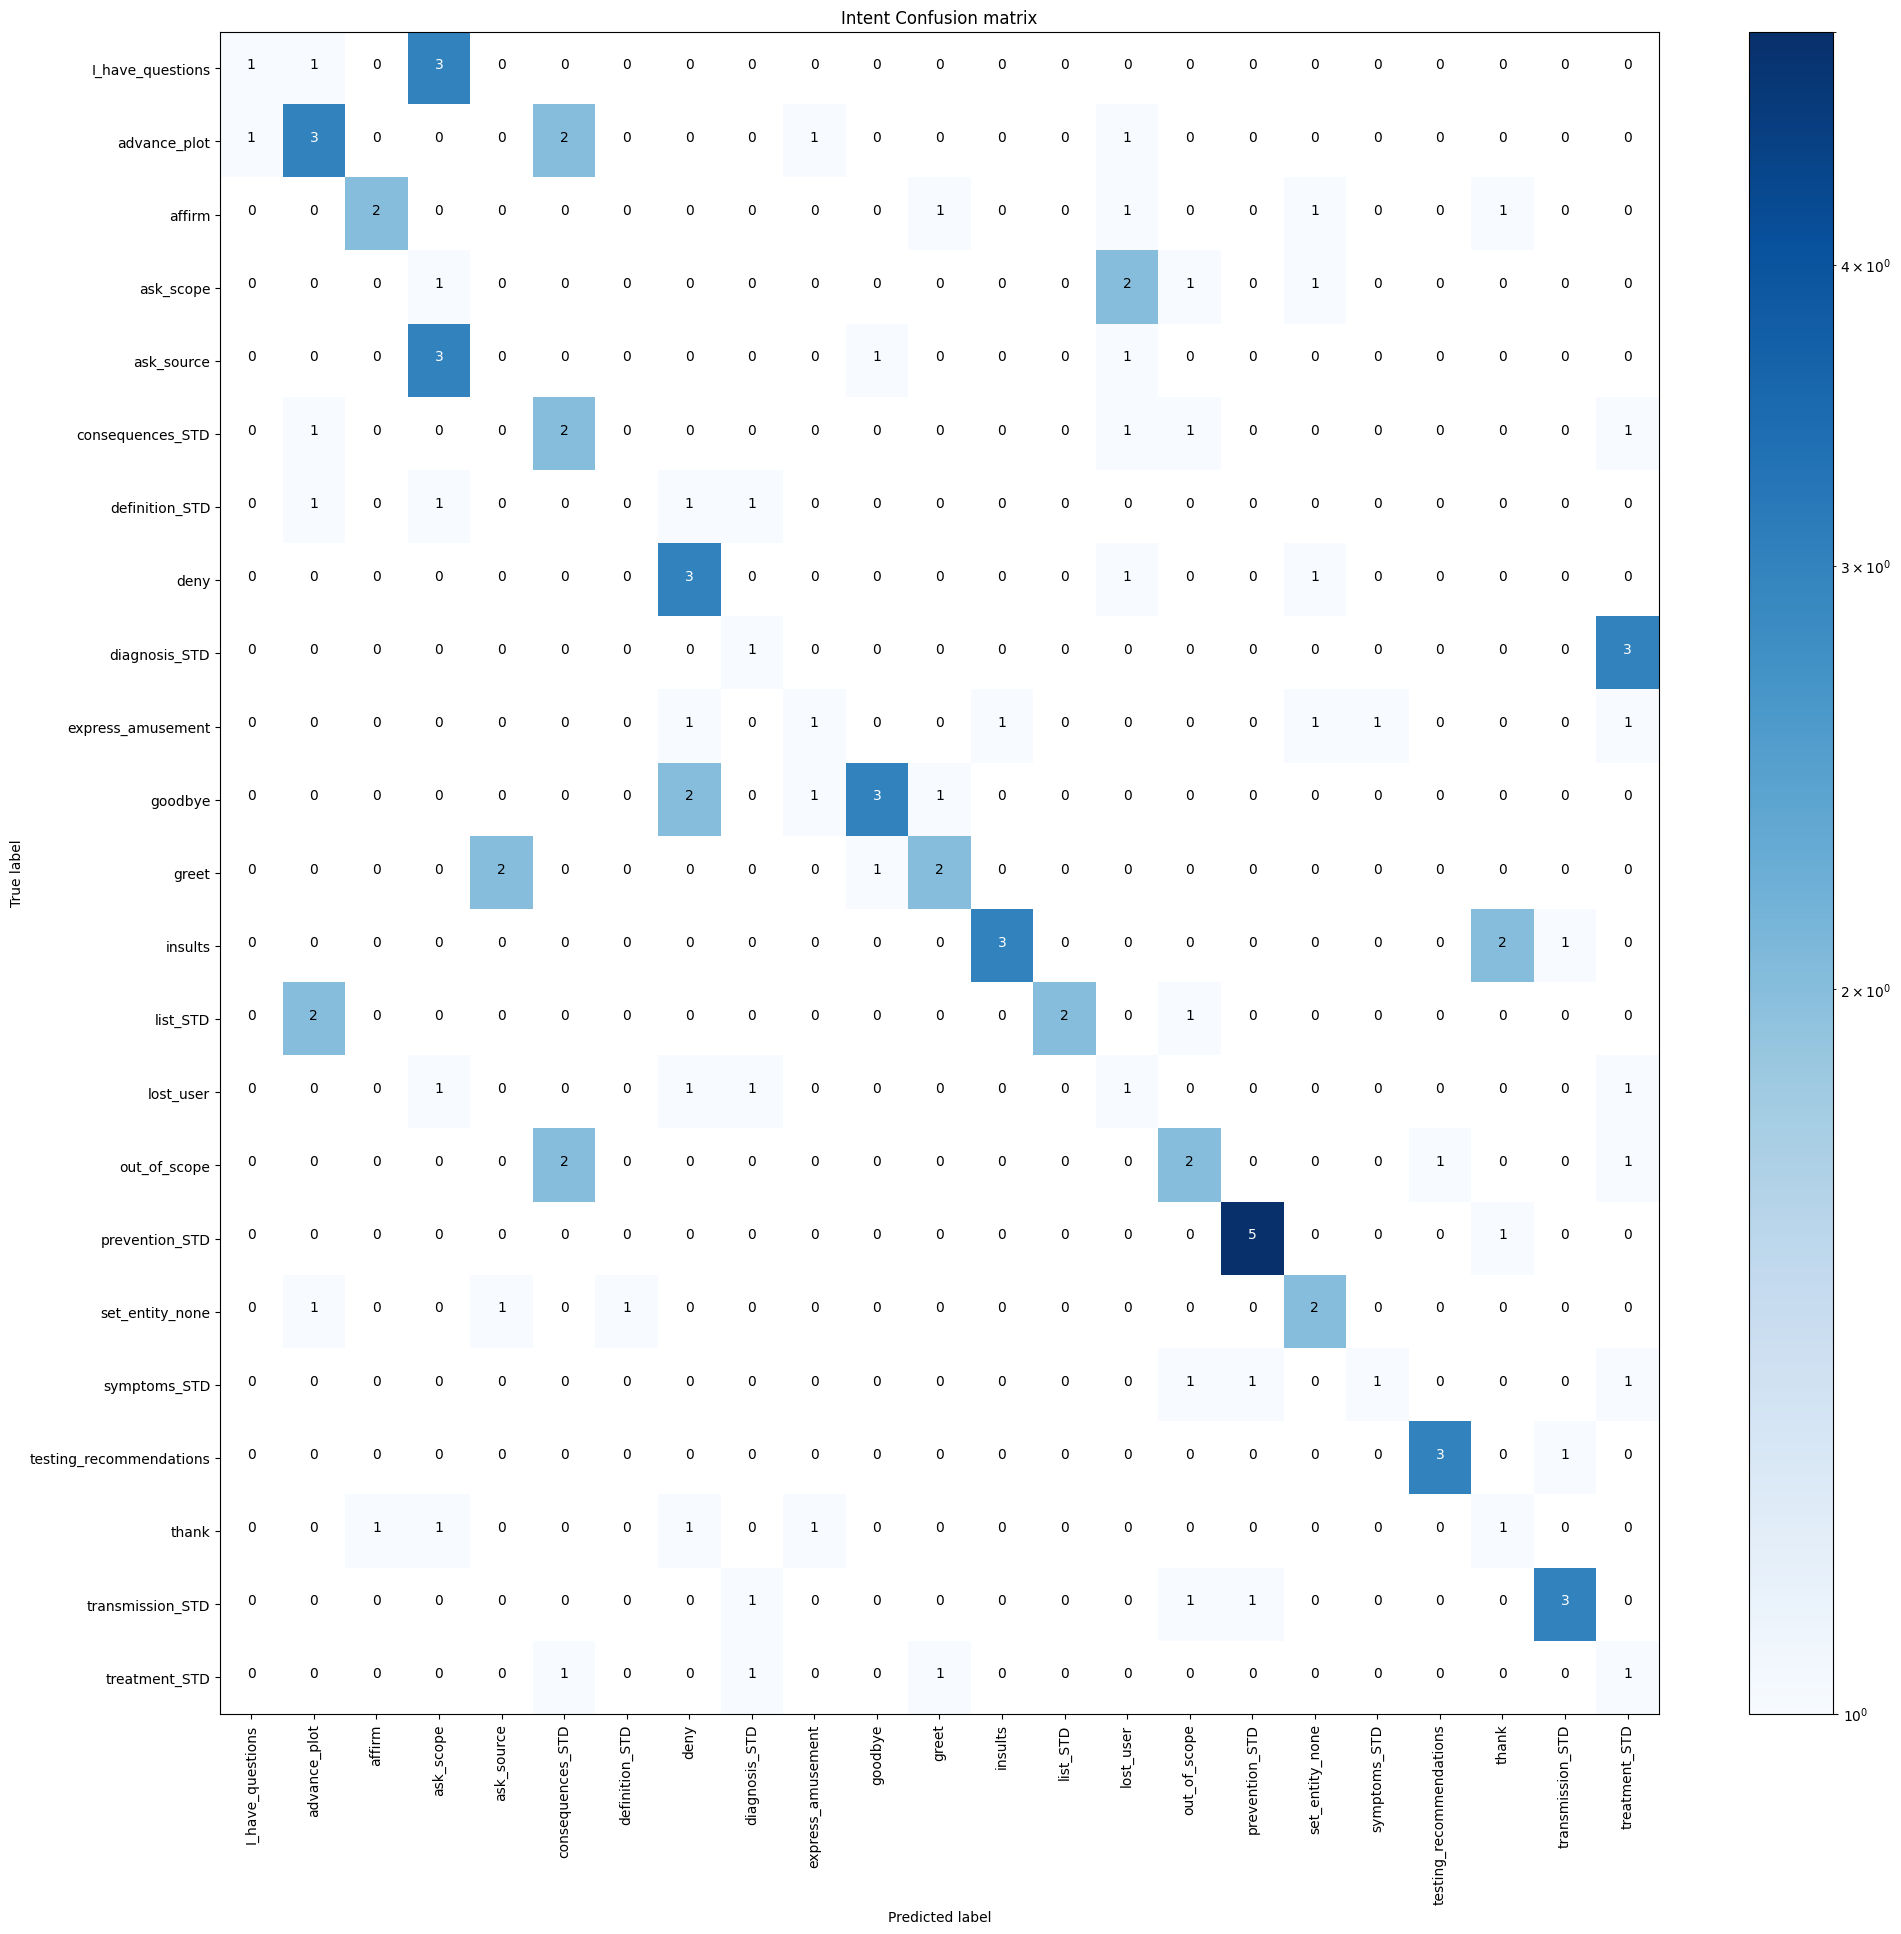 Intent Confusion matrix
I_have_questions 1 1 0 3 0 0 0 0 0 0 0 0 0 0 0 0 0 0 0 0 0 0 0
advance_plot 1 3 0 0 0 2 0 0 0 1 0 0 0 0 1 0 0 0 0 0 0 0 0
affirm 0 0 2 0 0 0 0 0 0 0 0 1 0 0 1 0 0 1 0 0 1 0 0
ask_scope 0 0 0 1 0 0 0 0 0 0 0 0 0 0 2 1 0 1 0 0 0 0 0
4 × 10⁰
ask_source 0 0 0 3 0 0 0 0 0 0 1 0 0 0 1 0 0 0 0 0 0 0 0
consequences_STD 0 1 0 0 0 2 0 0 0 0 0 0 0 0 1 1 0 0 0 0 0 0 1
definition_STD 0 1 0 1 0 0 0 1 1 0 0 0 0 0 0 0 0 0 0 0 0 0 0
deny 0 0 0 0 0 0 0 3 0 0 0 0 0 0 1 0 0 1 0 0 0 0 0
3 × 10⁰
diagnosis_STD 0 0 0 0 0 0 0 0 1 0 0 0 0 0 0 0 0 0 0 0 0 0 3
express_amusement 0 0 0 0 0 0 0 1 0 1 0 0 1 0 0 0 0 1 1 0 0 0 1
goodbye 0 0 0 0 0 0 0 2 0 1 3 1 0 0 0 0 0 0 0 0 0 0 0
True label
greet 0 0 0 0 2 0 0 0 0 0 1 2 0 0 0 0 0 0 0 0 0 0 0
insults 0 0 0 0 0 0 0 0 0 0 0 0 3 0 0 0 0 0 0 0 2 1 0
2 × 10⁰
list_STD 0 2 0 0 0 0 0 0 0 0 0 0 0 2 0 1 0 0 0 0 0 0 0
lost_user 0 0 0 1 0 0 0 1 1 0 0 0 0 0 1 0 0 0 0 0 0 0 1
out_of_scope 0 0 0 0 0 2 0 0 0 0 0 0 0 0 0 2 0 0 0 1 0 0 1
prevention_STD 0 0 0 0 0 0 0 0 0 0 0 0 0 0 0 0 5 0 0 0 1 0 0
set_entity_none 0 1 0 0 1 0 1 0 0 0 0 0 0 0 0 0 0 2 0 0 0 0 0
symptoms_STD 0 0 0 0 0 0 0 0 0 0 0 0 0 0 0 1 1 0 1 0 0 0 1
testing_recommendations 0 0 0 0 0 0 0 0 0 0 0 0 0 0 0 0 0 0 0 3 0 1 0
thank 0 0 1 1 0 0 0 1 0 1 0 0 0 0 0 0 0 0 0 0 1 0 0
transmission_STD 0 0 0 0 0 0 0 0 1 0 0 0 0 0 0 1 1 0 0 0 0 3 0
treatment_STD 0 0 0 0 0 1 0 0 1 0 0 1 0 0 0 0 0 0 0 0 0 0 1
10⁰
I_have_questions
advance_plot
affirm
ask_scope
ask_source
consequences_STD
definition_STD
deny
diagnosis_STD
express_amusement
goodbye
greet
insults
list_STD
lost_user
out_of_scope
prevention_STD
set_entity_none
symptoms_STD
testing_recommendations
thank
transmission_STD
treatment_STD
Predicted label